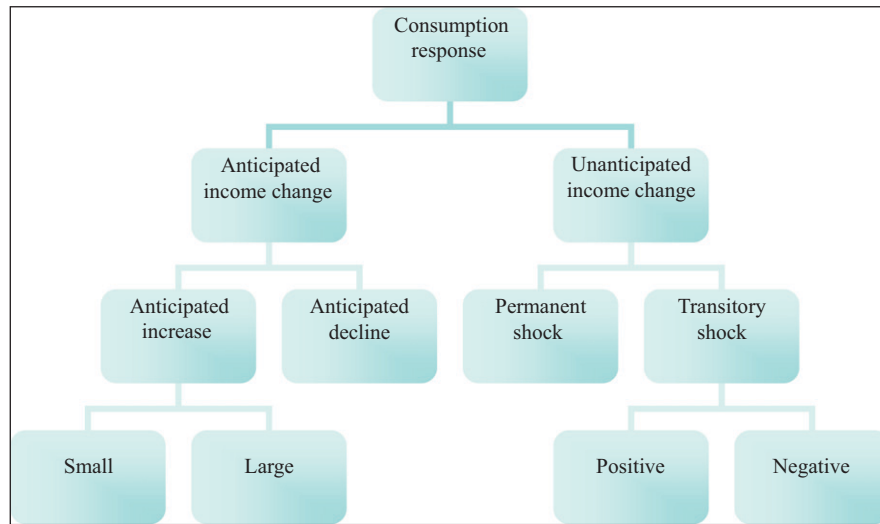 Consumption
response
Anticipated
income change
Unanticipated
income change
Anticipated
increase
Anticipated
decline
Permanent
shock
Transitory
shock
Small
Large
Positive
Negative